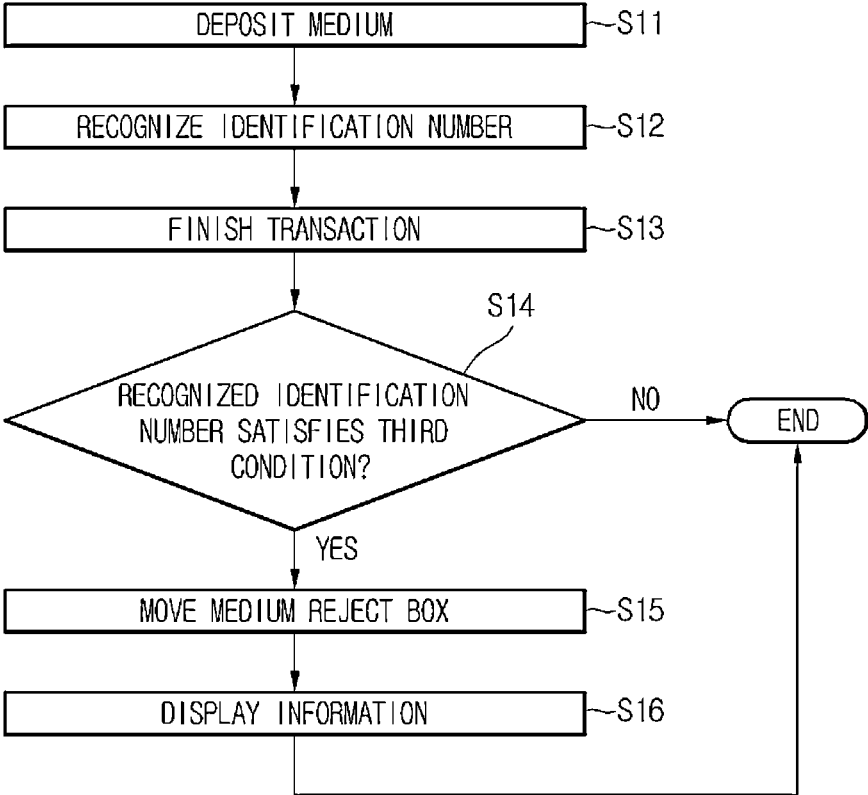 DEPOSIT MEDIUM
S11
RECOGNIZE IDENTIFICATION NUMBER
S12
FINISH TRANSACTION
S13
S14
RECOGNIZED IDENTIFICATION
NUMBER SATISFIES THIRD
CONDITION?
NO
END
YES
MOVE MEDIUM REJECT BOX
S15
DISPLAY INFORMATION
S16